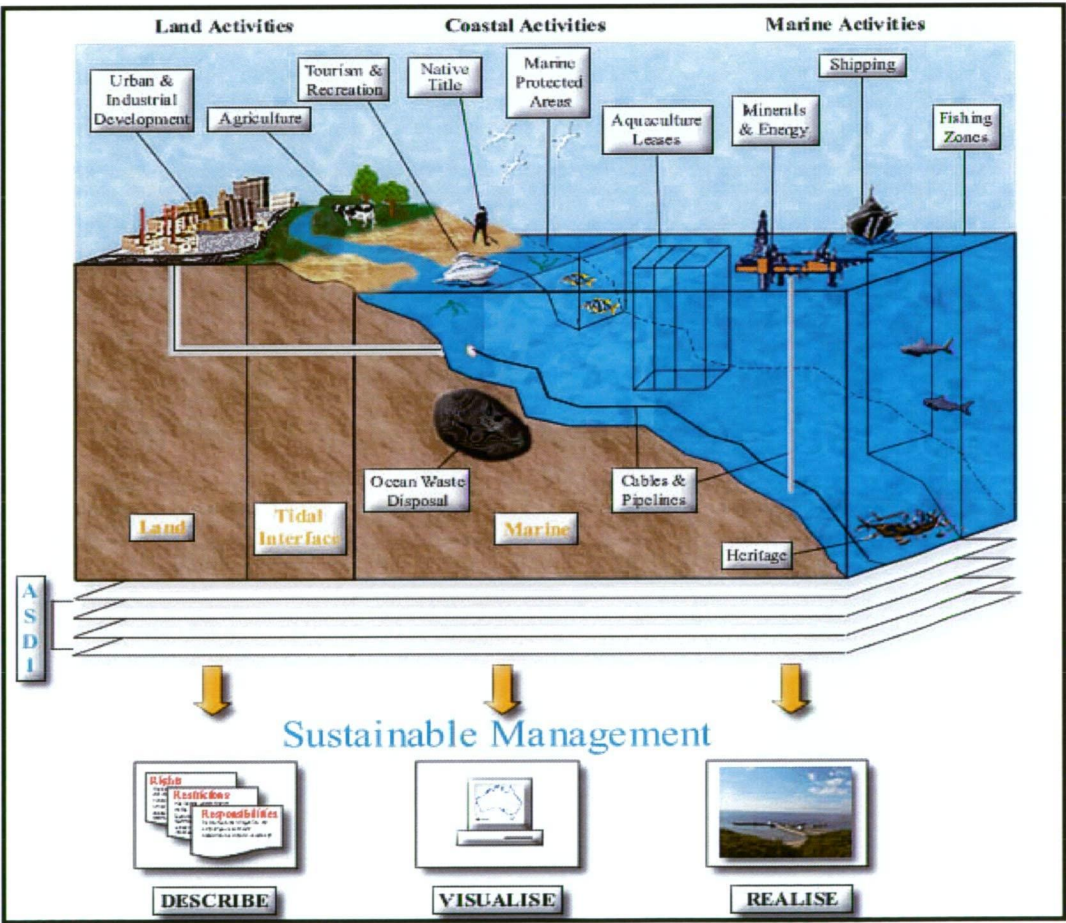 Land Activities
Coastal Activities
Marine Activities
Urban &
Industrial
Development
Agriculture
Tourism &
Recreation
Native
Title
Marine
Protected
Areas
Aquaculture
Leases
Minerals
& Energy
Shipping
Fishing
Zones
Ocean Waste
Disposal
Cables &
Pipelines
Heritage
Land
Tidal
Interface
Marine
A
S
D
I
Sustainable Management
Rights
Restrictions
Responsibilities
DESCRIBE
VISUALISE
REALISE